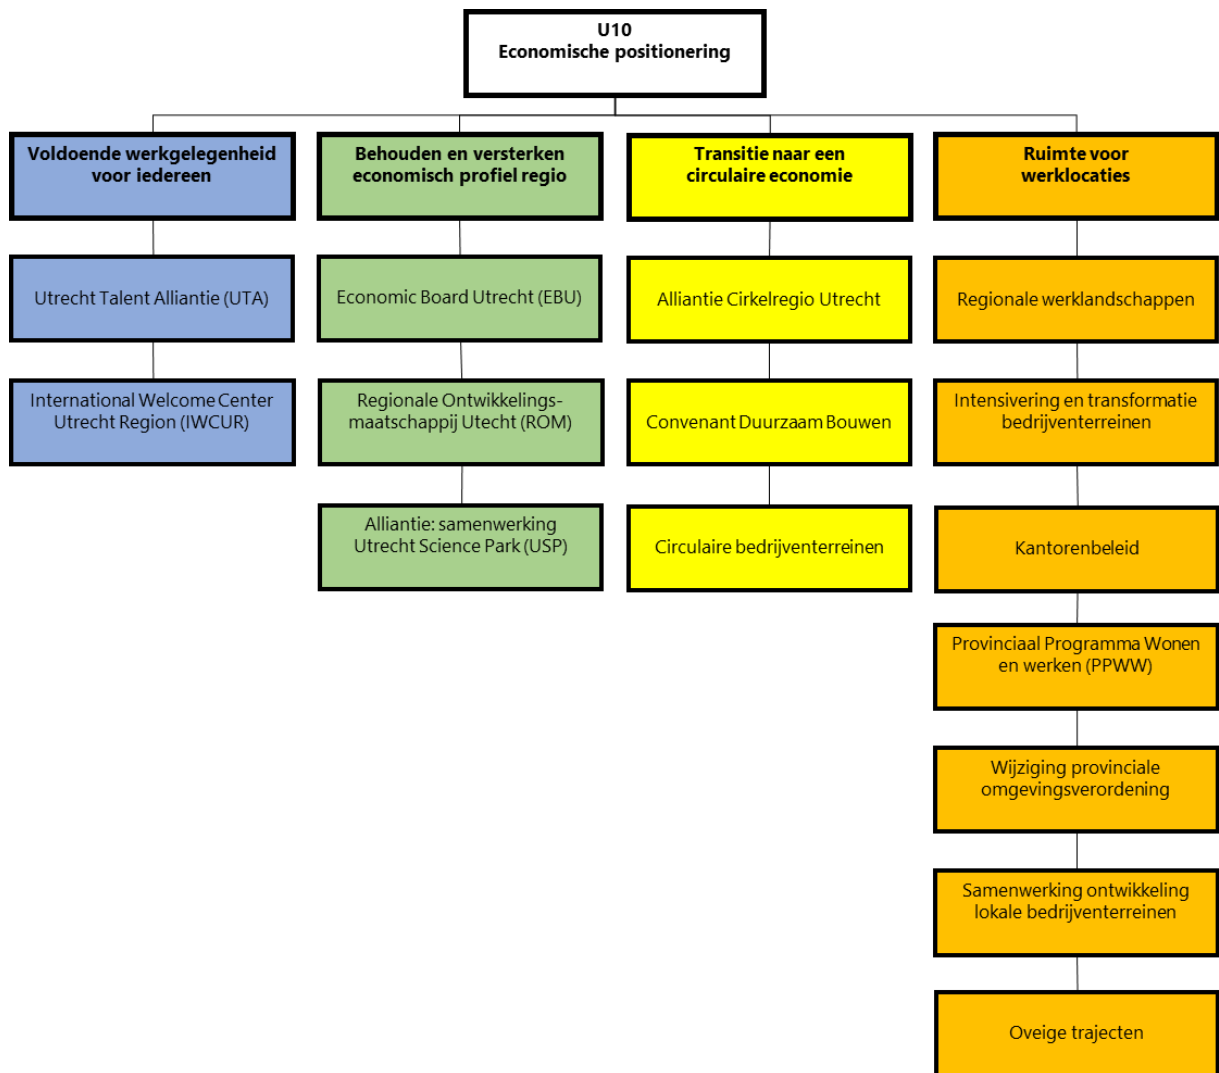 U10
Economische positionering
Voldoende werkgelegenheid
voor iedereen
Utrecht Talent Alliantie (UTA)
International Welcome Center
Utrecht Region (IWCUR)
Behouden en versterken
economisch profiel regio
Economic Board Utrecht (EBU)
Regionale Ontwikkelings-
maatschappij Utecht (ROM)
Alliantie: samenwerking
Utrecht Science Park (USP)
Transitie naar een
circulaire economie
Alliantie Cirkelregio Utrecht
Convenant Duurzaam Bouwen
Circulaire bedrijventerreinen
Ruimte voor
werklocaties
Regionale werklandschappen
Intensivering en transformatie
bedrijventerreinen
Kantorenbeleid
Provinciaal Programma Wonen
en werken (PPWW)
Wijziging provinciale
omgevingsverordening
Samenwerking ontwikkeling
lokale bedrijventerreinen
Oveige trajecten